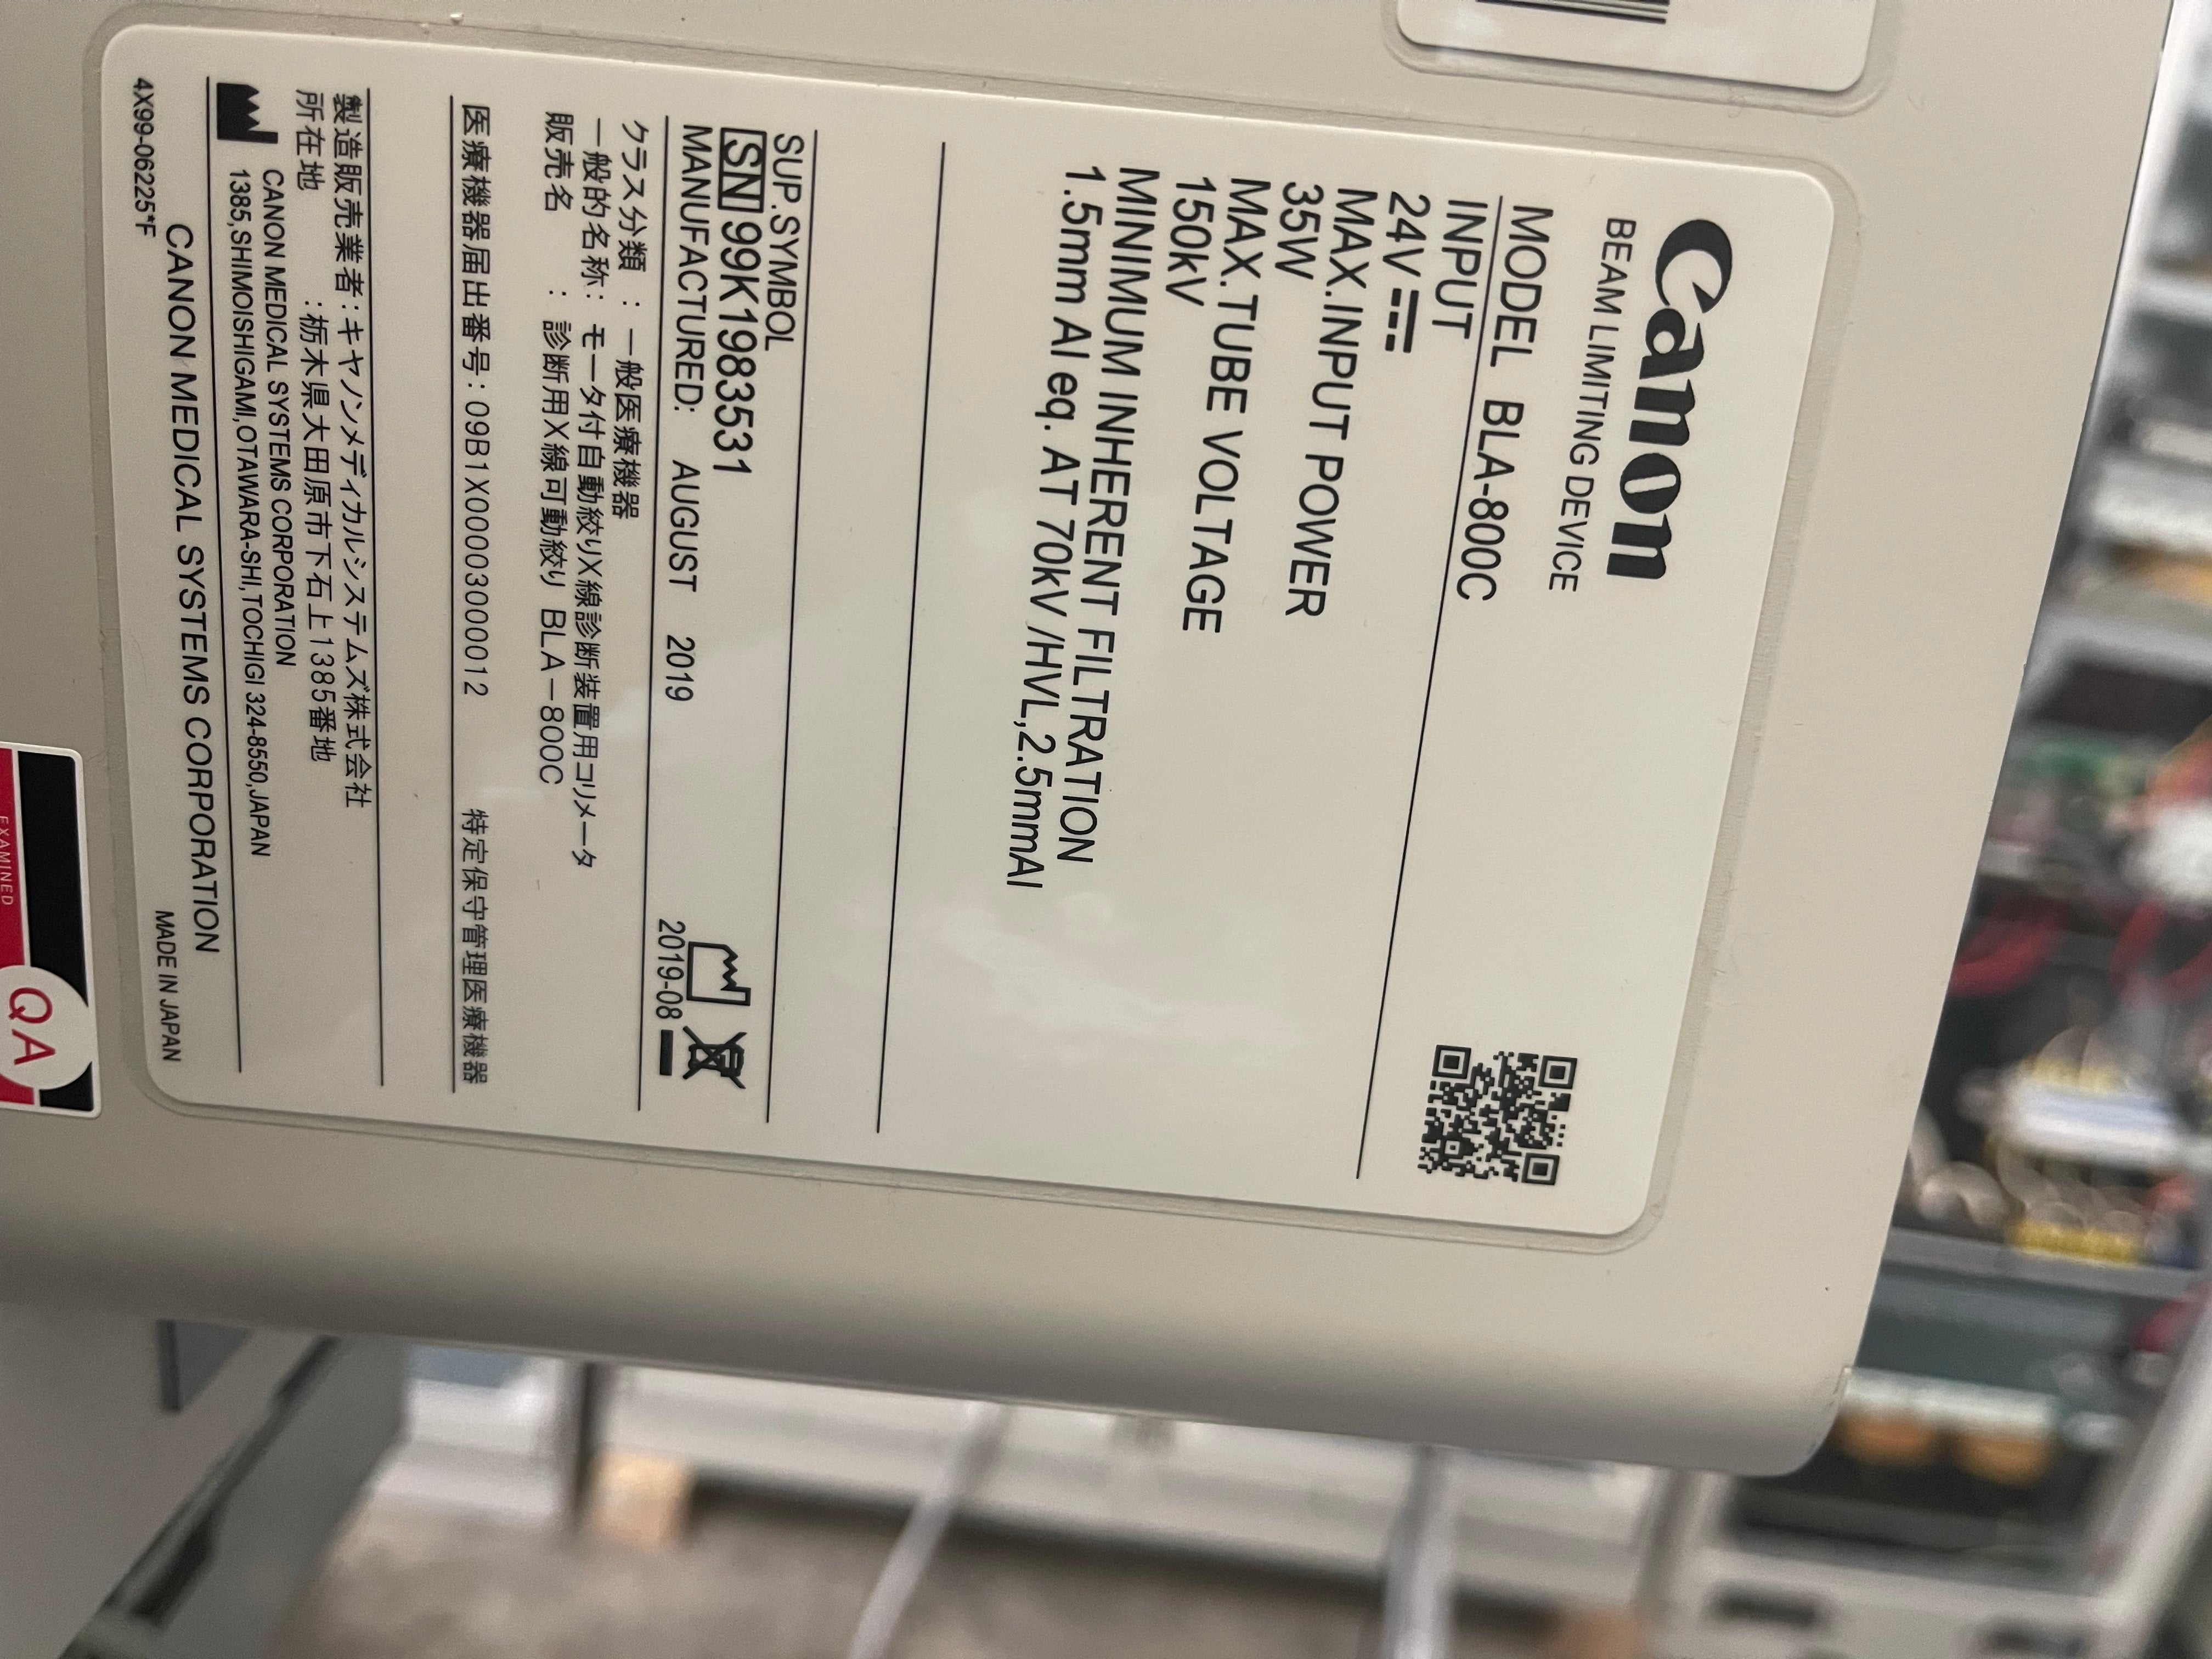 Canon
BEAM LIMITING DEVICE
MODEL BLA-800C
INPUT
24V
MAX.INPUT POWER
35W
MAX.TUBE VOLTAGE
150kV
MINIMUM INHERENT FILTRATION
1.5mm Al eq. AT 70kV /HVL,2.5mmAl
SUP.SYMBOL
SN 99K1983531
MANUFACTURED: AUGUST 2019
2019-08
クラス分類 : 一般医療機器
一般的名称: モータ付自動絞りX線診断装置用コリメータ
販売名 : 診断用X線可動絞り BLA-800C
医療機器届出番号: 09B1X00003000012 特定保守管理医療機器
製造販売業者: キヤノンメディカルシステムズ株式会社
所在地 : 栃木県大田原市下石上1385番地
CANON MEDICAL SYSTEMS CORPORATION
1385,SHIMOISHIGAMI,OTAWARA-SHI,TOCHIGI 324-8550,JAPAN
CANON MEDICAL SYSTEMS CORPORATION
4X99-06225*F MADE IN JAPAN
QA
EXAMINED